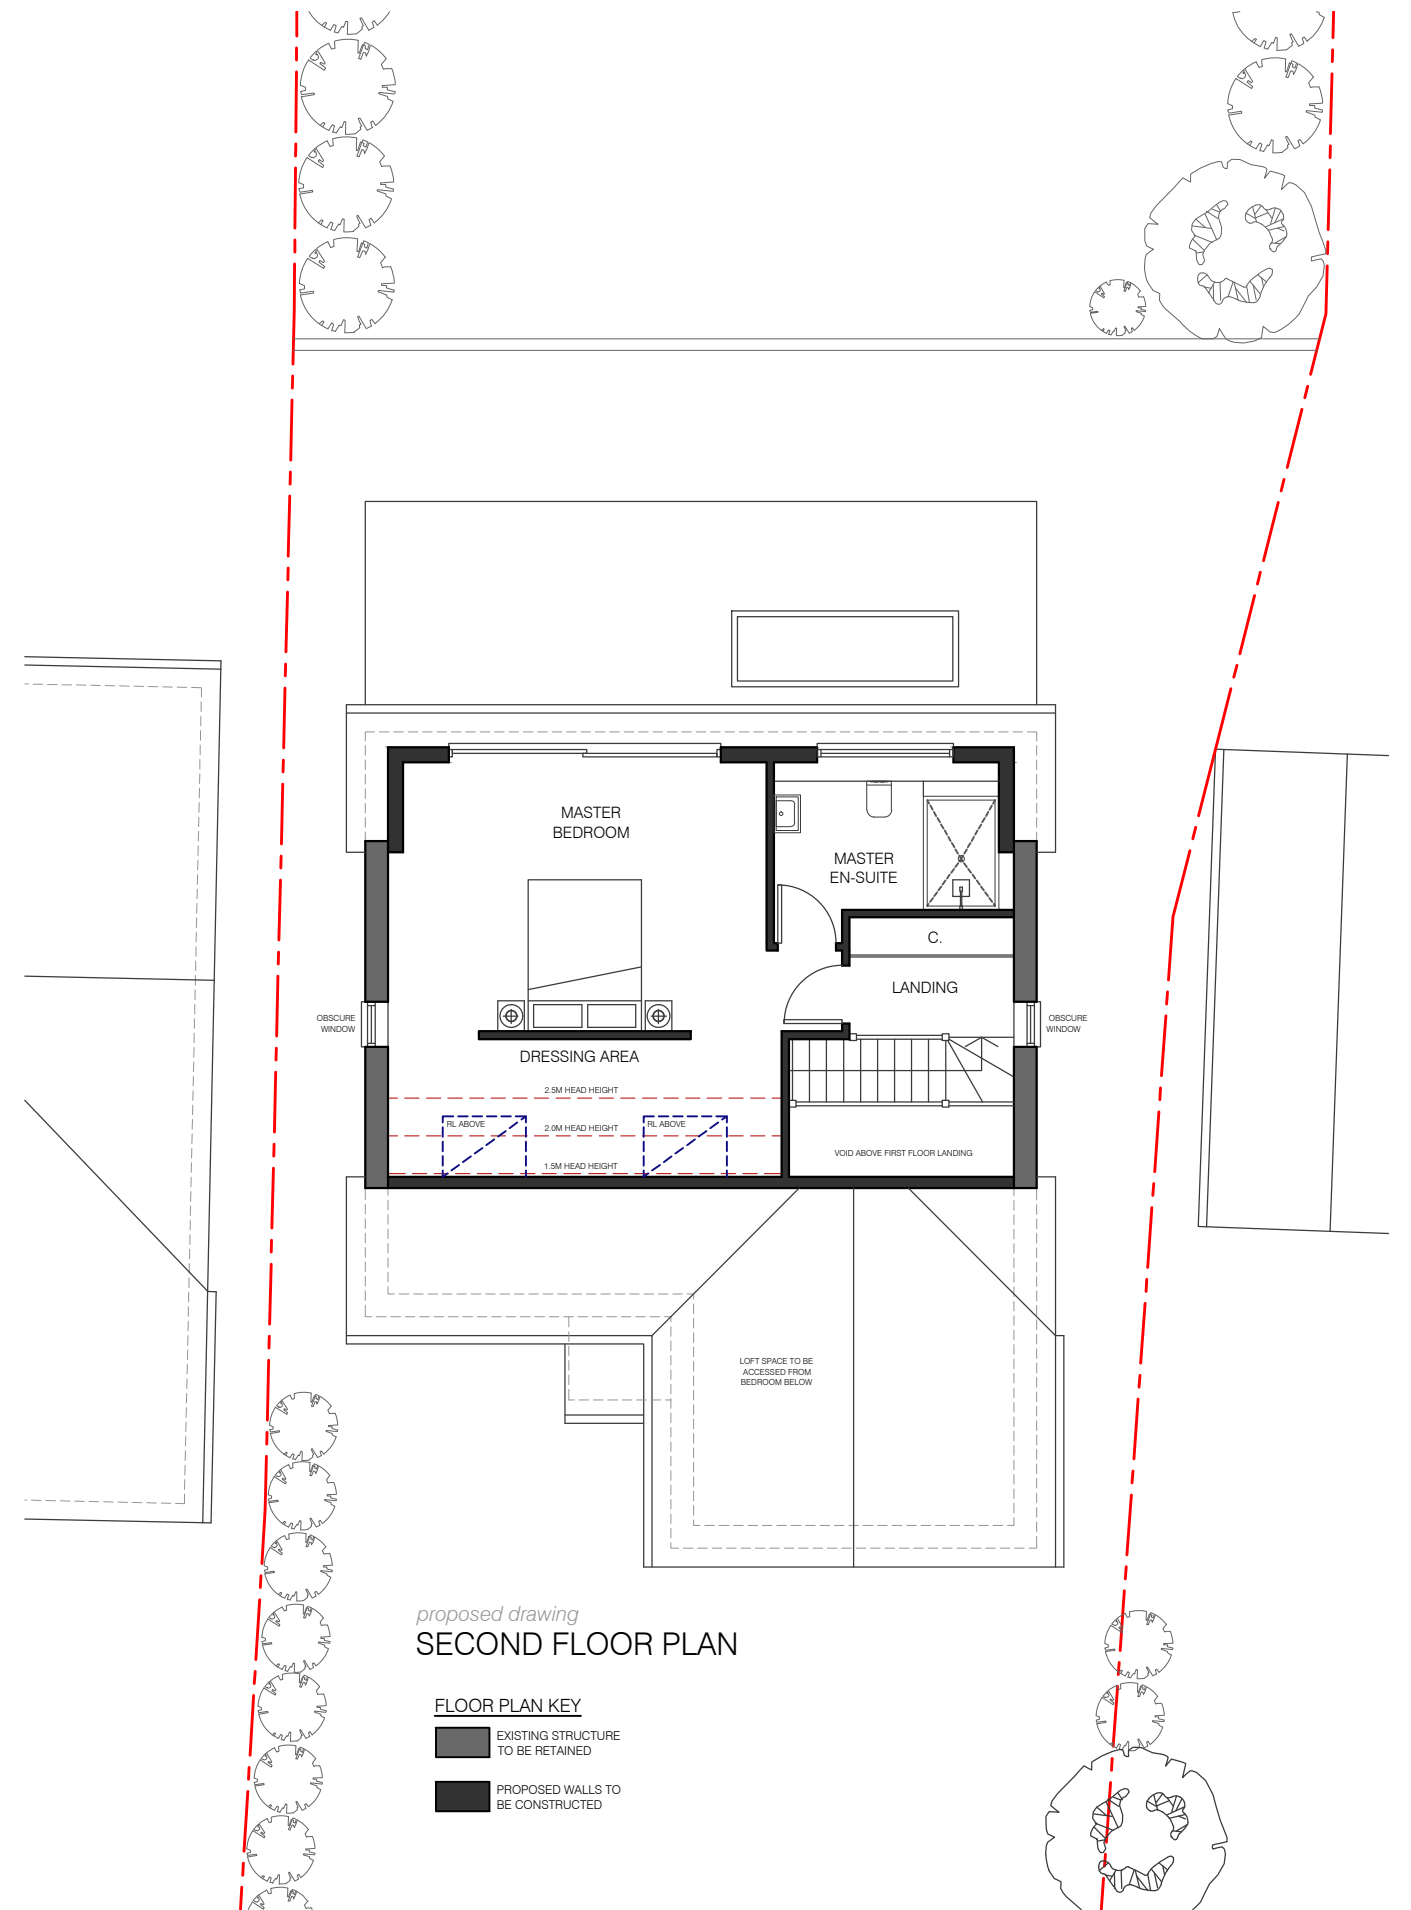 MASTER
BEDROOM
MASTER
EN-SUITE
C.
LANDING
OBSCURE
WINDOW
OBSCURE
WINDOW
DRESSING AREA
2.5M HEAD HEIGHT
RL ABOVE
2.0M HEAD HEIGHT
RL ABOVE
1.5M HEAD HEIGHT
VOID ABOVE FIRST FLOOR LANDING
LOFT SPACE TO BE
ACCESSED FROM
BEDROOM BELOW
proposed drawing
SECOND FLOOR PLAN
FLOOR PLAN KEY
EXISTING STRUCTURE
TO BE RETAINED
PROPOSED WALLS TO
BE CONSTRUCTED